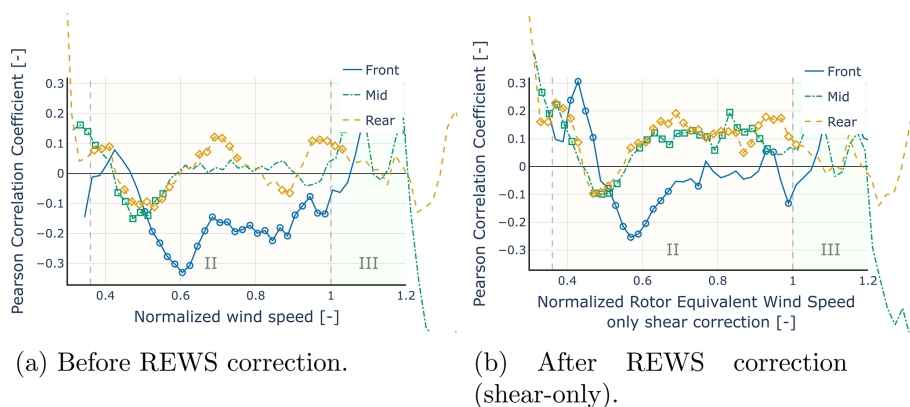 Pearson Correlation Coefficient [-]
0.3
0.2
0.1
0
−0.1
−0.2
−0.3
0.4
0.6
0.8
1
1.2
II
III
Front
Mid
Rear
Normalized wind speed [-]
(a) Before REWS correction.
Pearson Correlation Coefficient [-]
0.3
0.2
0.1
0
−0.1
−0.2
−0.3
0.4
0.6
0.8
1
1.2
II
III
Front
Mid
Rear
Normalized Rotor Equivalent Wind Speed
only shear correction [-]
(b) After REWS correction
(shear-only).